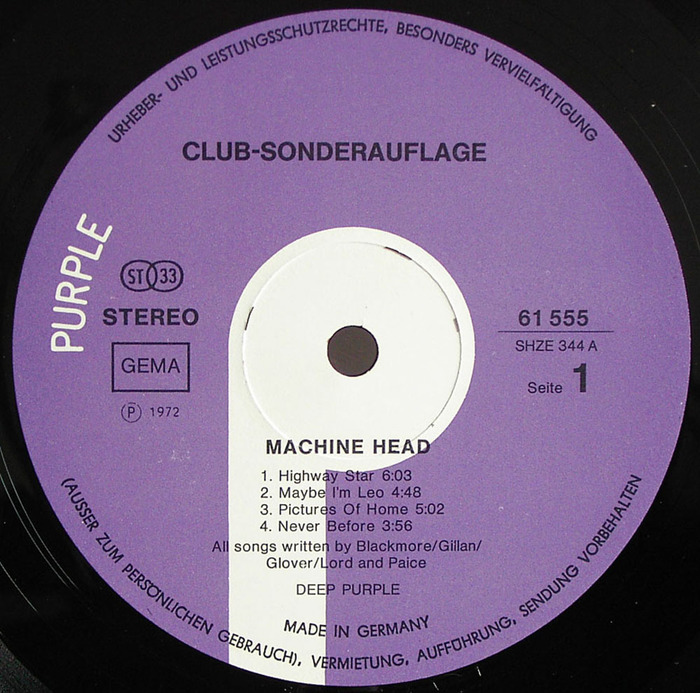 URHEBER- UND LEISTUNGSSCHUTZRECHTE, BESONDERS VERVIELFÄLTIGUNG
CLUB-SONDERAUFLAGE
PURPLE
ST 33
STEREO
GEMA
Ⓟ 1972
61 555
SHZE 344 A
Seite 1
MACHINE HEAD
1. Highway Star 6:03
2. Maybe I'm Leo 4:48
3. Pictures Of Home 5:02
4. Never Before 3:56
All songs written by Blackmore/Gillan/
Glover/Lord and Paice
DEEP PURPLE
MADE IN GERMANY
(AUSSER ZUM PERSÖNLICHEN GEBRAUCH), VERMIETUNG, AUFFÜHRUNG, SENDUNG VORBEHALTEN